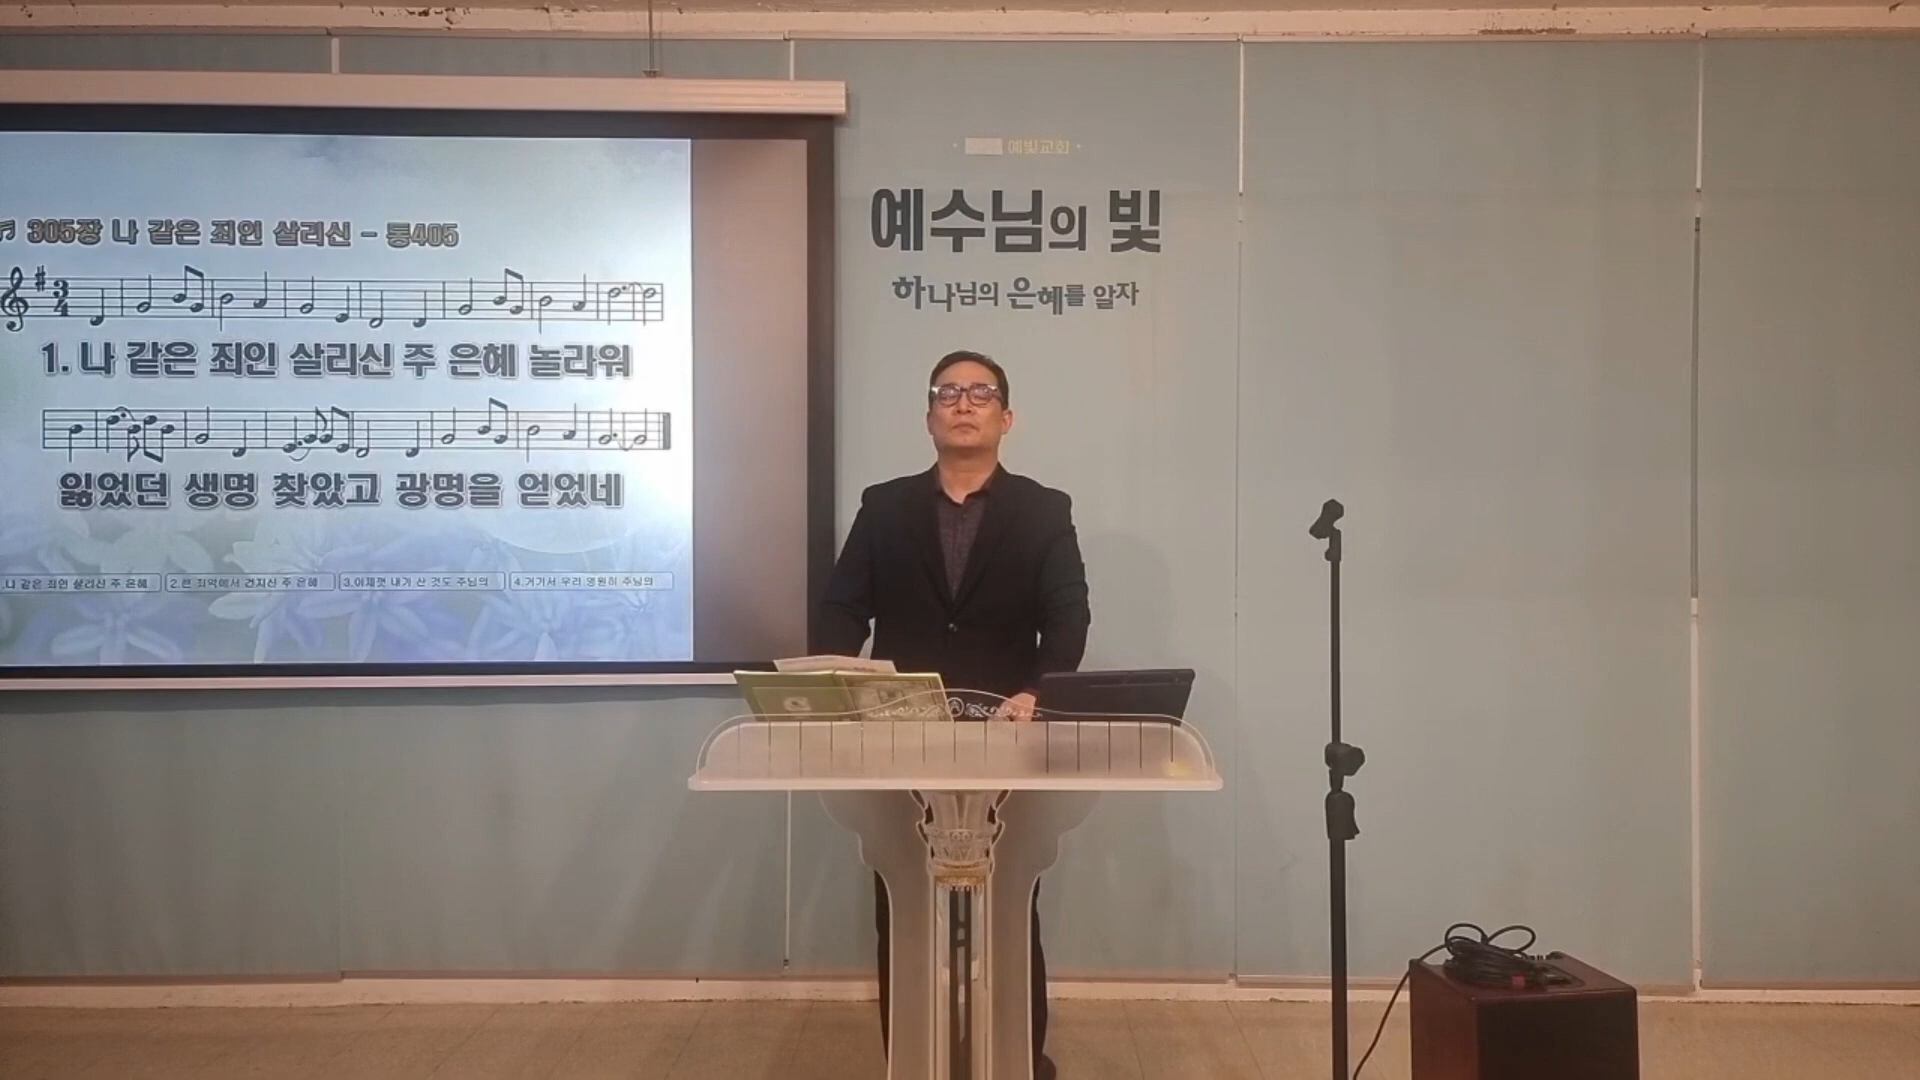 305장 나 같은 죄인 살리신 - 통405
3
4
1. 나 같은 죄인 살리신 주 은혜 놀라워
잃었던 생명 찾았고 광명을 얻었네
.나 같은 죄인 살리신 주 은혜
2.큰 죄악에서 건지신 주 은혜
3.이제껏 내가 산 것도 주님의
4.거기서 우리 영원히 주님의
예빛교회
예수님의 빛
하나님의 은혜를 알자